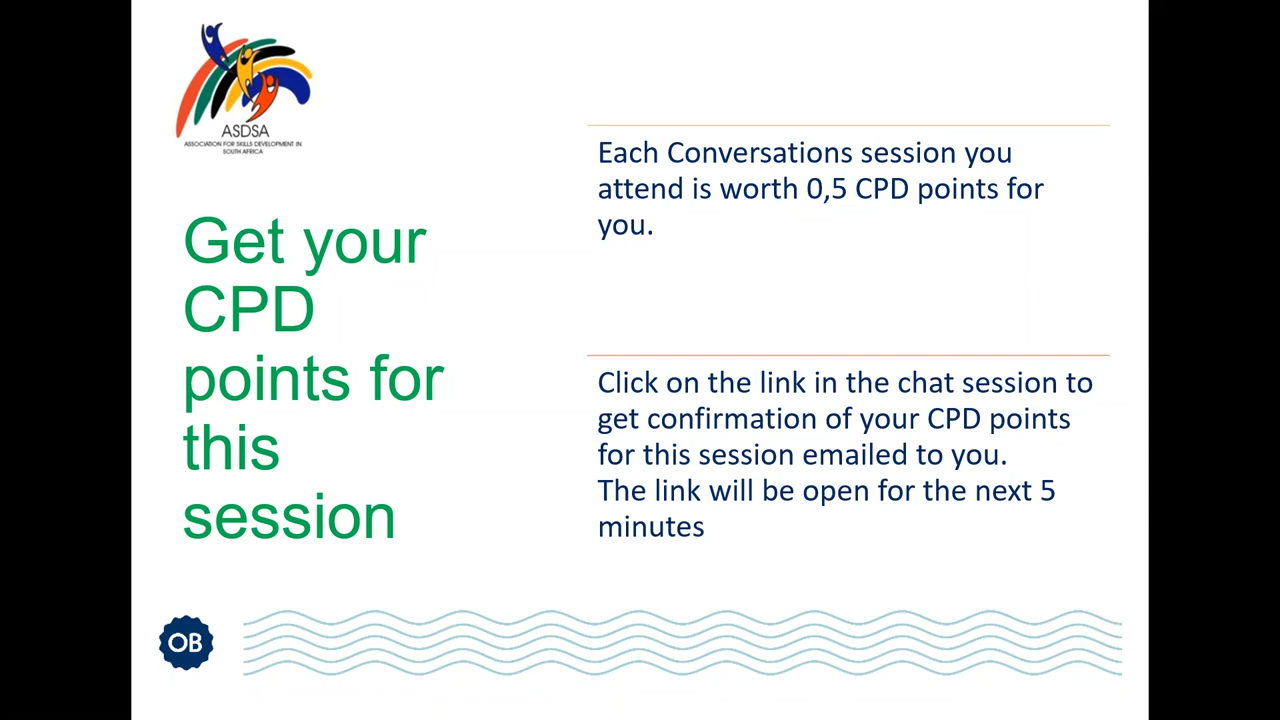 ASDSA
ASSOCIATION FOR SKILLS DEVELOPMENT IN
SOUTH AFRICA
Get your
CPD
points for
this
session
Each Conversations session you
attend is worth 0,5 CPD points for
you.
Click on the link in the chat session to
get confirmation of your CPD points
for this session emailed to you.
The link will be open for the next 5
minutes
OB